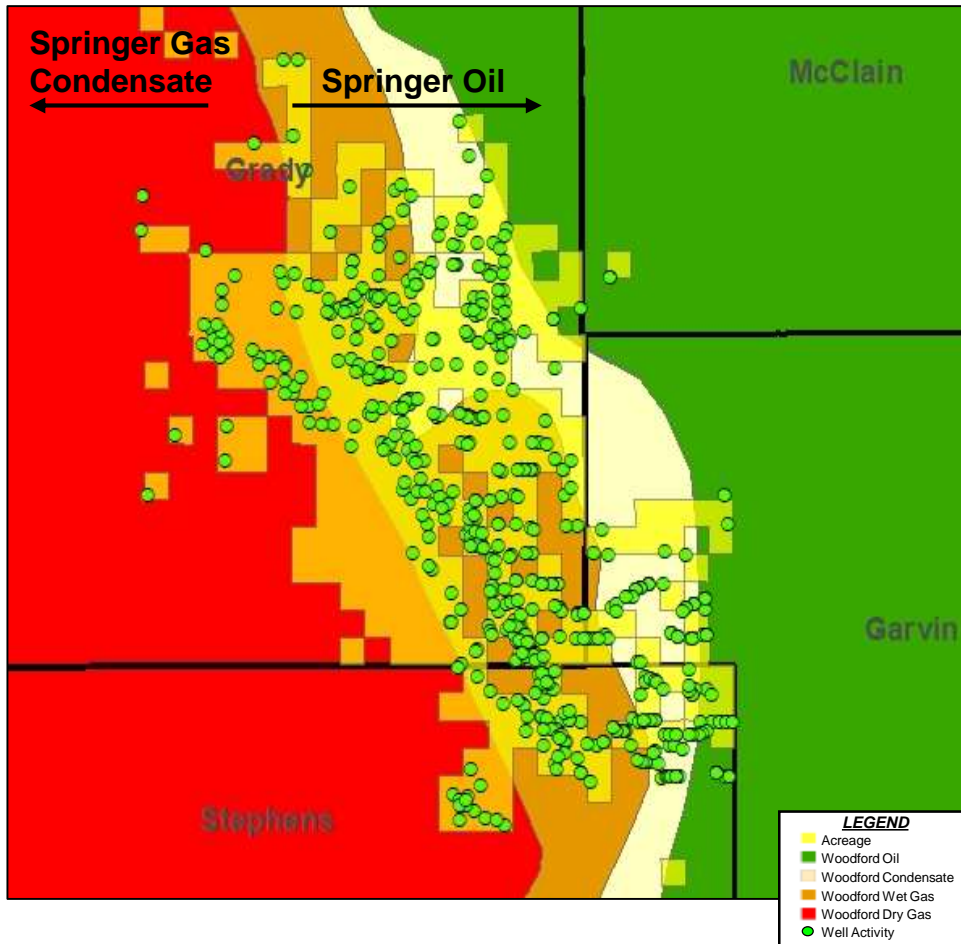 Springer Gas
Condensate
Springer Oil
McClain
Grady
Garvin
Stephens
LEGEND
Acreage
Woodford Oil
Woodford Condensate
Woodford Wet Gas
Woodford Dry Gas
Well Activity